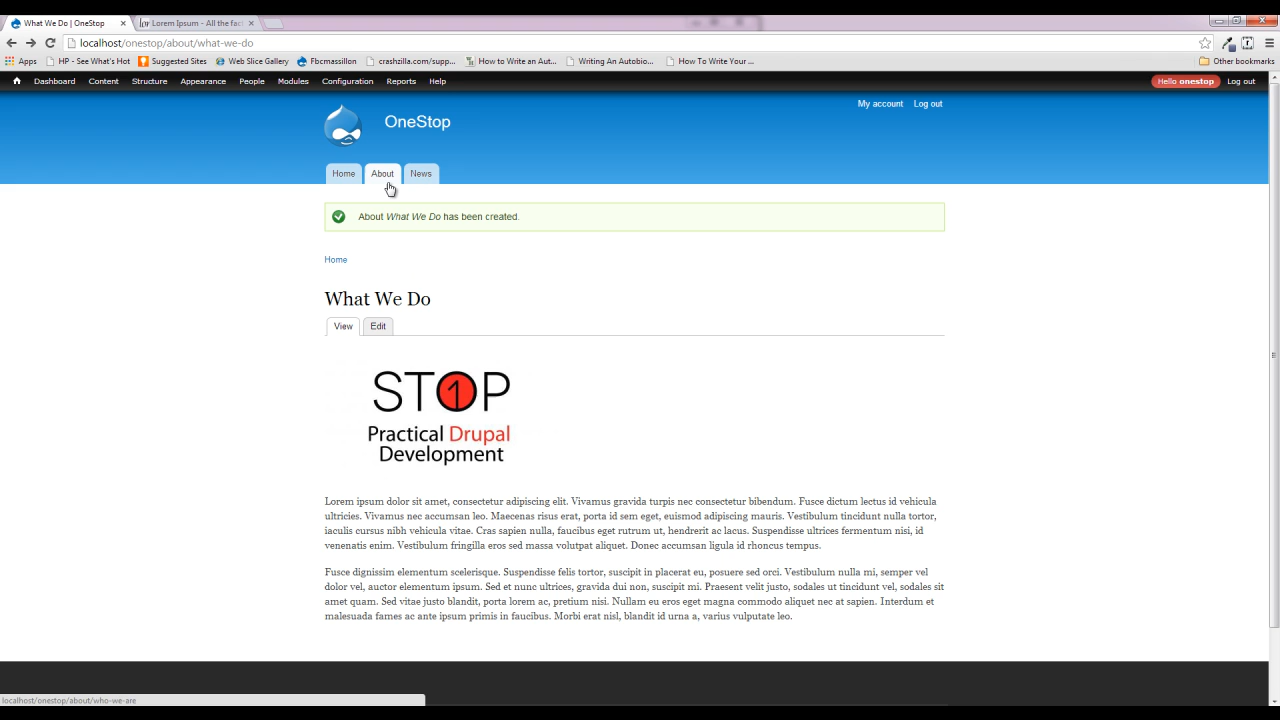 What We Do | OneStop
Lorem Ipsum - All the fac
localhost/onestop/about/what-we-do
Apps HP - See What's Hot Suggested Sites Web Slice Gallery Fbcmassillon crashzilla.com/supp... How to Write an Aut... Writing An Autobio... How To Write Your ... Other bookmarks
Dashboard Content Structure Appearance People Modules Configuration Reports Help Hello onestop Log out
My account Log out
OneStop
Home About News
About What We Do has been created.
Home
What We Do
View Edit
ST1P
Practical Drupal
Development
Lorem ipsum dolor sit amet, consectetur adipiscing elit. Vivamus gravida turpis nec consectetur bibendum. Fusce dictum lectus id vehicula
ultricies. Vivamus nec accumsan leo. Maecenas risus erat, porta id sem eget, euismod adipiscing mauris. Vestibulum tincidunt nulla tortor,
iaculis cursus nibh vehicula vitae. Cras sapien nulla, faucibus eget rutrum ut, hendrerit ac lacus. Suspendisse ultrices fermentum nisi, id
venenatis enim. Vestibulum fringilla eros sed massa volutpat aliquet. Donec accumsan ligula id rhoncus tempus.
Fusce dignissim elementum scelerisque. Suspendisse felis tortor, suscipit in placerat eu, posuere sed orci. Vestibulum nulla mi, semper vel
dolor vel, auctor elementum ipsum. Sed et nunc ultrices, gravida dui non, suscipit mi. Praesent velit justo, sodales ut tincidunt vel, sodales sit
amet quam. Sed vitae justo blandit, porta lorem ac, pretium nisi. Nullam eu eros eget magna commodo aliquet nec at sapien. Interdum et
malesuada fames ac ante ipsum primis in faucibus. Morbi erat nisl, blandit id urna a, varius vulputate leo.
localhost/onestop/about/who-we-are